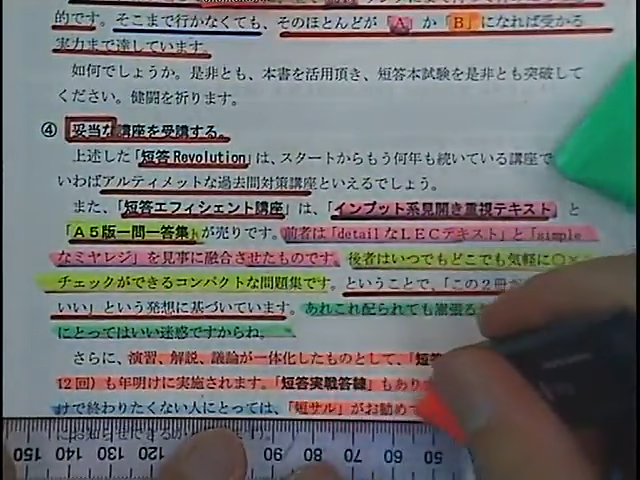 的です。そこまで行かなくても、そのほとんどが「A」か「B」になれば受かる
実力まで達しています。
如何でしょうか。是非とも、本書を活用頂き、短答本試験を是非とも突破して
ください。健闘を祈ります。
④ 妥当な講座を受講する。
上述した「短答Revolution」は、スタートからもう何年も続いている講座で
いわばアルティメットな過去問対策講座といえるでしょう。
また、「短答エフィシェント講座」は、「インプット系見開き重視テキスト」と
「A5版一問一答集」が売りです。前者は「detailなLECテキスト」と「simple
なミヤレジ」を見事に融合させたものです。後者はいつでもどこでも気軽に○×
チェックができるコンパクトな問題集です。ということで、「この2冊
いい」という発想に基づいています。あれこれ配られても膨張
にとってはいい迷惑ですからね。
さらに、演習、解説、議論が一体化したものとして、「短答
12回）も年明けに実施されます。「短答実戦答練」もあり
けで終わりたくない人にとっては、「短サル」がお勧め
150 140 130 120 90 80 70 60 50